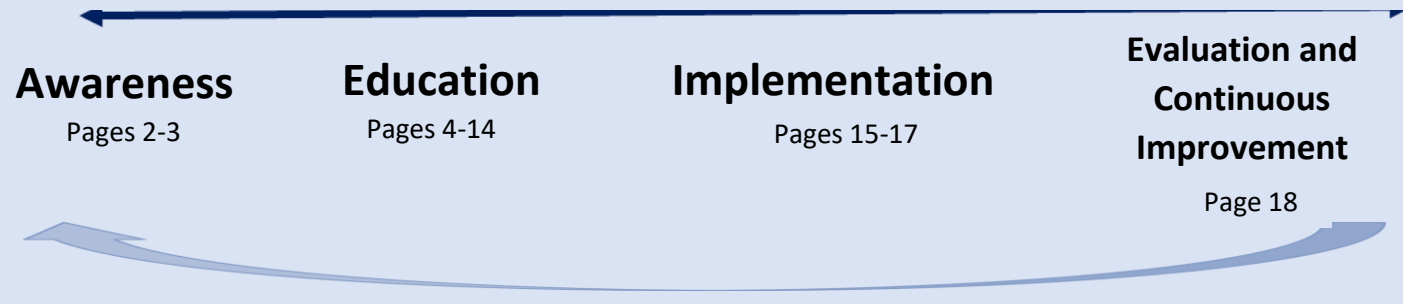 Awareness
Pages 2-3
Education
Pages 4-14
Implementation
Pages 15-17
Evaluation and
Continuous
Improvement
Page 18